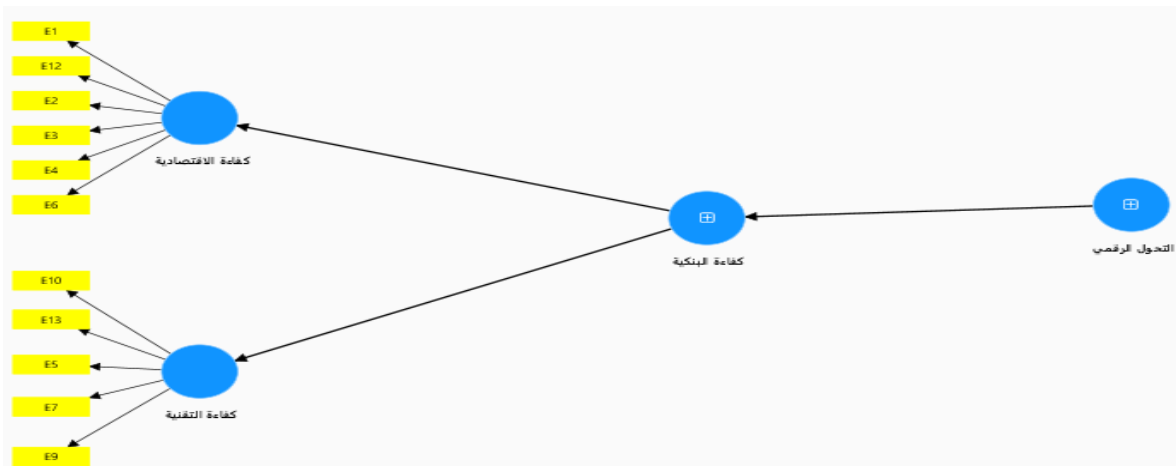 E1
E12
E2
E3
E4
E6
كفاءة الاقتصادية
كفاءة البنكية
التحول الرقمي
E10
E13
E5
E7
E9
كفاءة التقنية